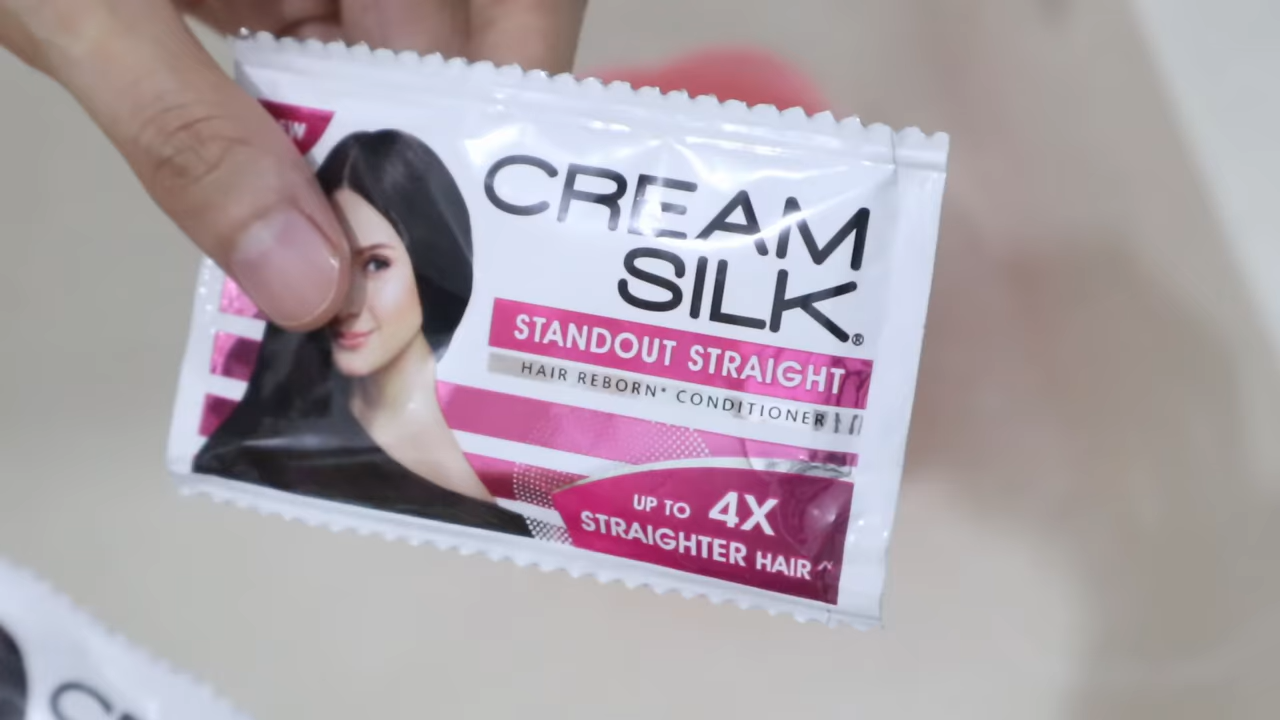 CREAM
SILK®
STANDOUT STRAIGHT
HAIR REBORN* CONDITIONER
UP TO 4X
STRAIGHTER HAIR^